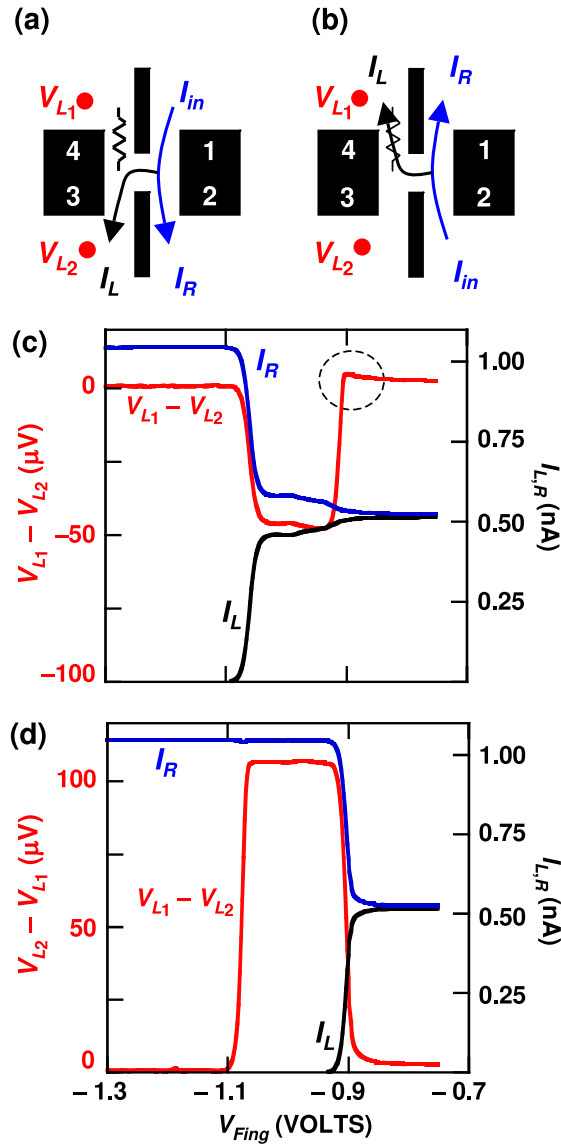 (a)
(b)
V_L1
I_in
4
1
3
2
V_L2
I_L
I_R
I_L
I_R
V_L1
4
1
3
2
V_L2
I_in
(c)
I_R
V_L1 − V_L2
I_L
0
−50
−100
V_L1 − V_L2 (μV)
1.00
0.75
0.50
0.25
I_L,R (nA)
(d)
I_R
V_L1 − V_L2
I_L
100
50
0
V_L2 − V_L1 (μV)
1.00
0.75
0.50
0.25
I_L,R (nA)
−1.3
−1.1
−0.9
−0.7
V_Fing (VOLTS)